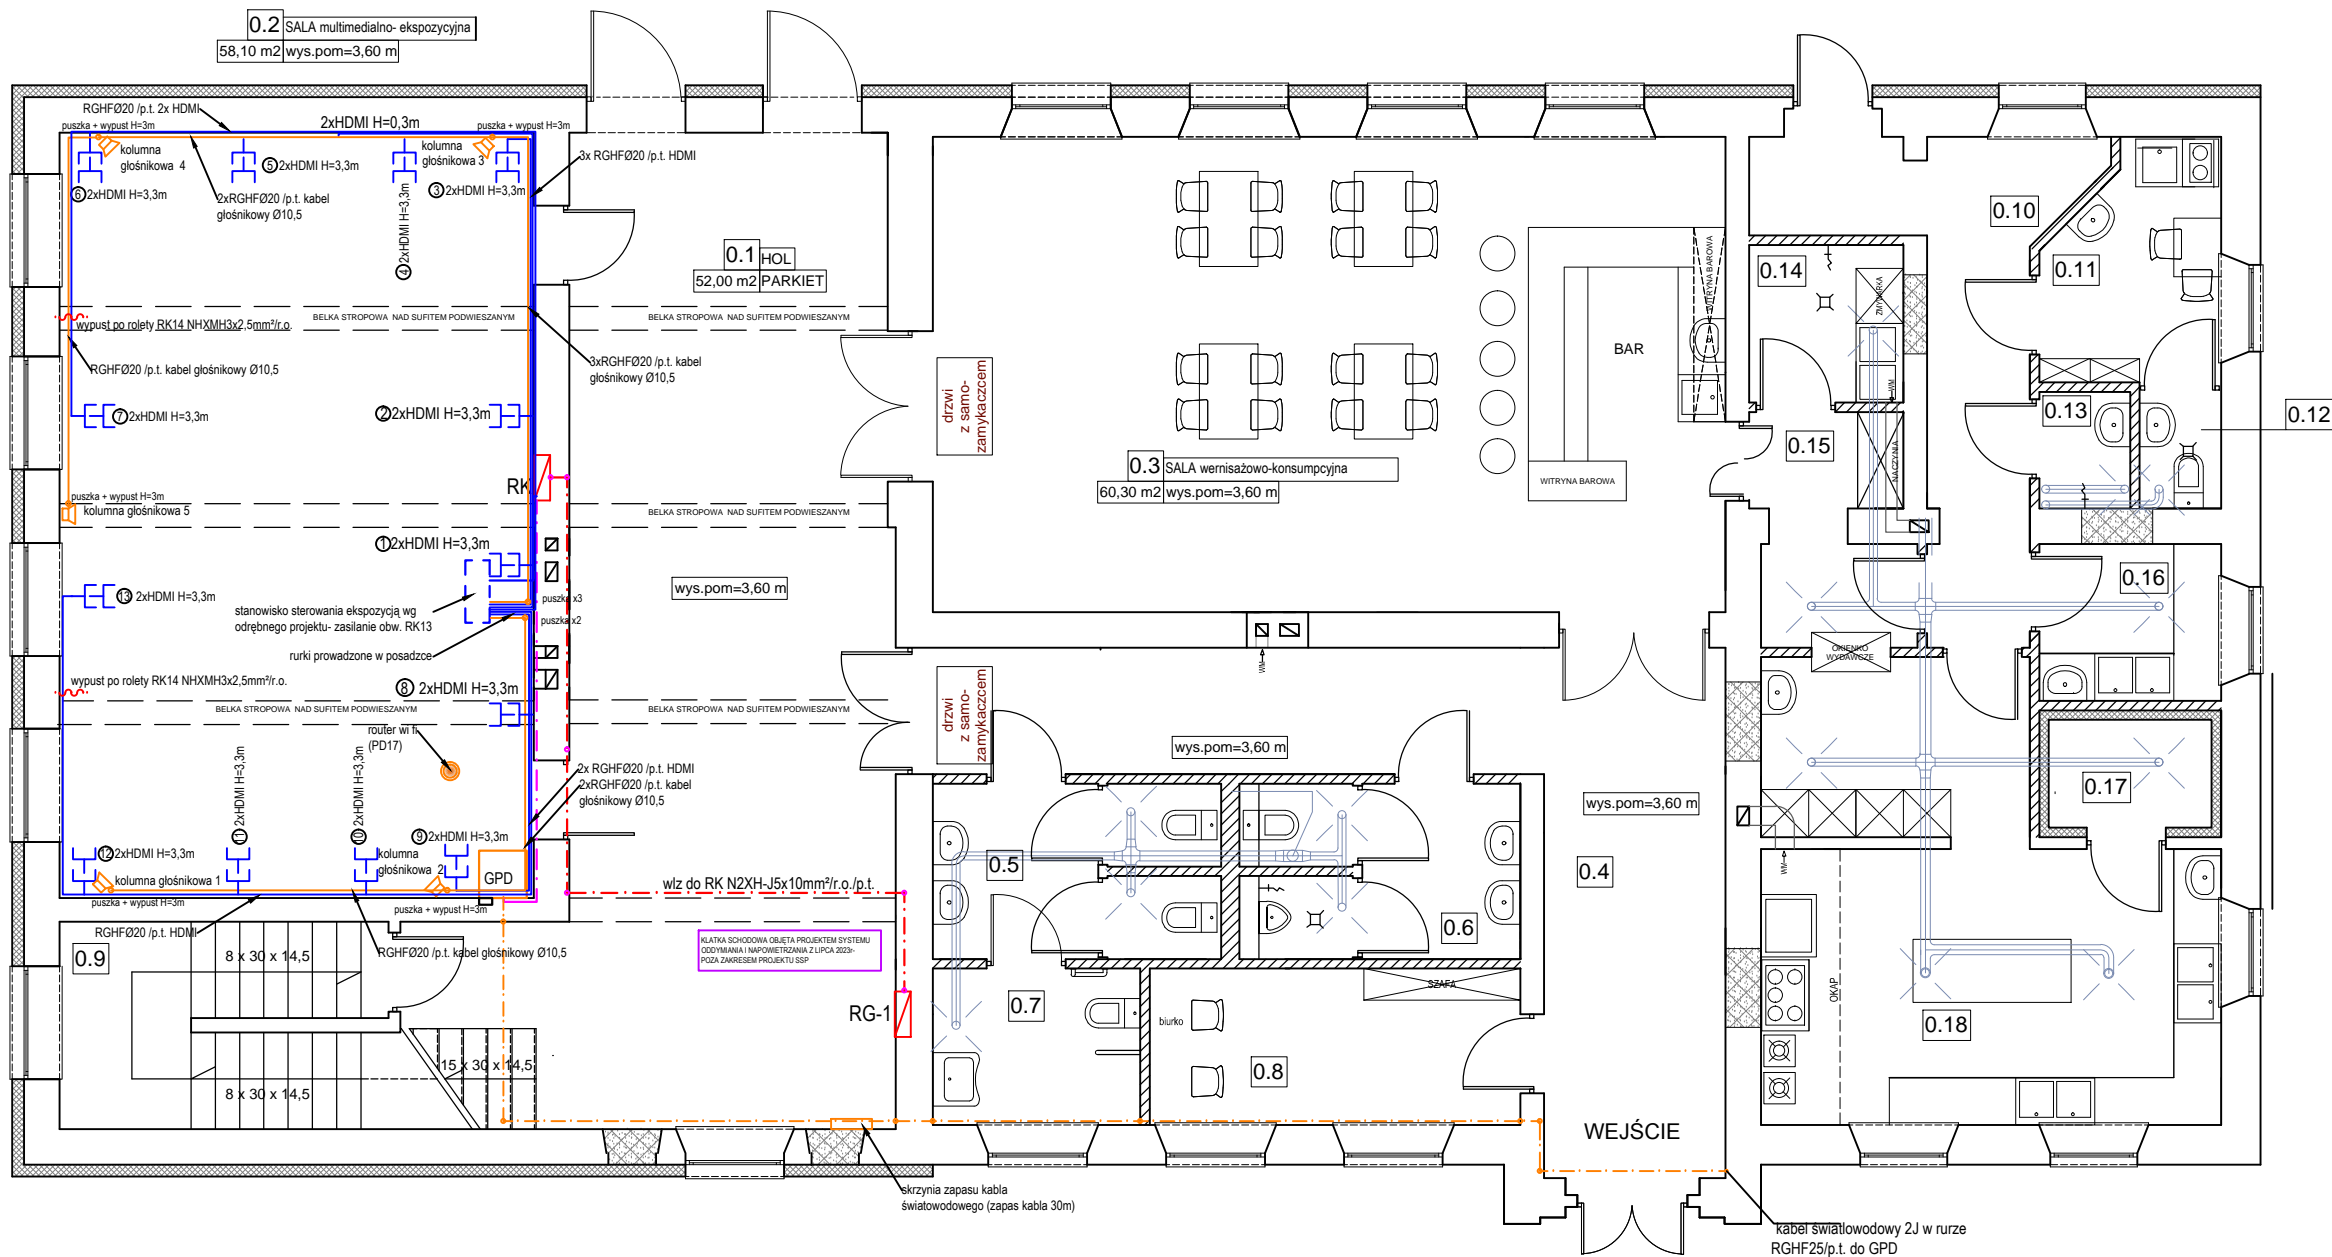 0.2 SALA multimedialno- ekspozycyjna
58,10 m2 wys.pom=3,60 m
RGHFØ20 /p.t. 2x HDMI
puszka + wypust H=3m
2xHDMI H=0,3m
puszka + wypust H=3m
kolumna
głośnikowa 4
⑤ 2xHDMI H=3,3m
kolumna
głośnikowa 3
3x RGHFØ20 /p.t. HDMI
⑥ 2xHDMI H=3,3m
2xRGHFØ20 /p.t. kabel
głośnikowy Ø10,5
④ 2xHDMI H=3,3m
③ 2xHDMI H=3,3m
0.1 HOL
52,00 m2 PARKIET
BELKA STROPOWA NAD SUFITEM PODWIESZANYM
BELKA STROPOWA NAD SUFITEM PODWIESZANYM
wypust po rolety RK14 NHXMH3x2,5mm²/r.o.
RGHFØ20 /p.t. kabel głośnikowy Ø10,5
3xRGHFØ20 /p.t. kabel
głośnikowy Ø10,5
⑦ 2xHDMI H=3,3m
② 2xHDMI H=3,3m
drzwi
z samo-
zamykaczcem
RK
puszka + wypust H=3m
kolumna głośnikowa 5
BELKA STROPOWA NAD SUFITEM PODWIESZANYM
① 2xHDMI H=3,3m
⑬ 2xHDMI H=3,3m
puszka x3
puszka x2
stanowisko sterowania ekspozycją wg
odrębnego projektu- zasilanie obw. RK13
rurki prowadzone w posadzce
wys.pom=3,60 m
wypust po rolety RK14 NHXMH3x2,5mm²/r.o.
⑧ 2xHDMI H=3,3m
BELKA STROPOWA NAD SUFITEM PODWIESZANYM
BELKA STROPOWA NAD SUFITEM PODWIESZANYM
drzwi
z samo-
zamykaczcem
router wi fi
(PD17)
⑪ 2xHDMI H=3,3m
⑩ 2xHDMI H=3,3m
2x RGHFØ20 /p.t. HDMI
2xRGHFØ20 /p.t. kabel
głośnikowy Ø10,5
⑨ 2xHDMI H=3,3m
⑫ 2xHDMI H=3,3m
kolumna
głośnikowa 2
kolumna głośnikowa 1
GPD
puszka + wypust H=3m
puszka + wypust H=3m
wlz do RK N2XH-J5x10mm²/r.o./p.t.
RGHFØ20 /p.t. HDMI
RGHFØ20 /p.t. kabel głośnikowy Ø10,5
0.9
8 x 30 x 14,5
8 x 30 x 14,5
15 x 30 x 14,5
KLATKA SCHODOWA OBJĘTA PROJEKTEM SYSTEMU
ODDYMIANIA I NAPOWIETRZANIA Z LIPCA 2023r-
POZA ZAKRESEM PROJEKTU SSP
RG-1
skrzynia zapasu kabla
światowodowego (zapas kabla 30m)
0.3 SALA wernisażowo-konsumpcyjna
60,30 m2 wys.pom=3,60 m
BAR
WITRYNA BAROWA
WITRYNA BAROWA
WM
wys.pom=3,60 m
wys.pom=3,60 m
0.4
0.5
0.6
0.7
0.8
SZAFA
biurko
WEJŚCIE
kabel światlowodowy 2J w rurze
RGHF25/p.t. do GPD
0.10
0.11
0.12
0.13
0.14
ZMYWARKA
WM
0.15
NACZYNIA
0.16
OKIENKO
WYDAWCZE
0.17
WM
OKAP
0.18